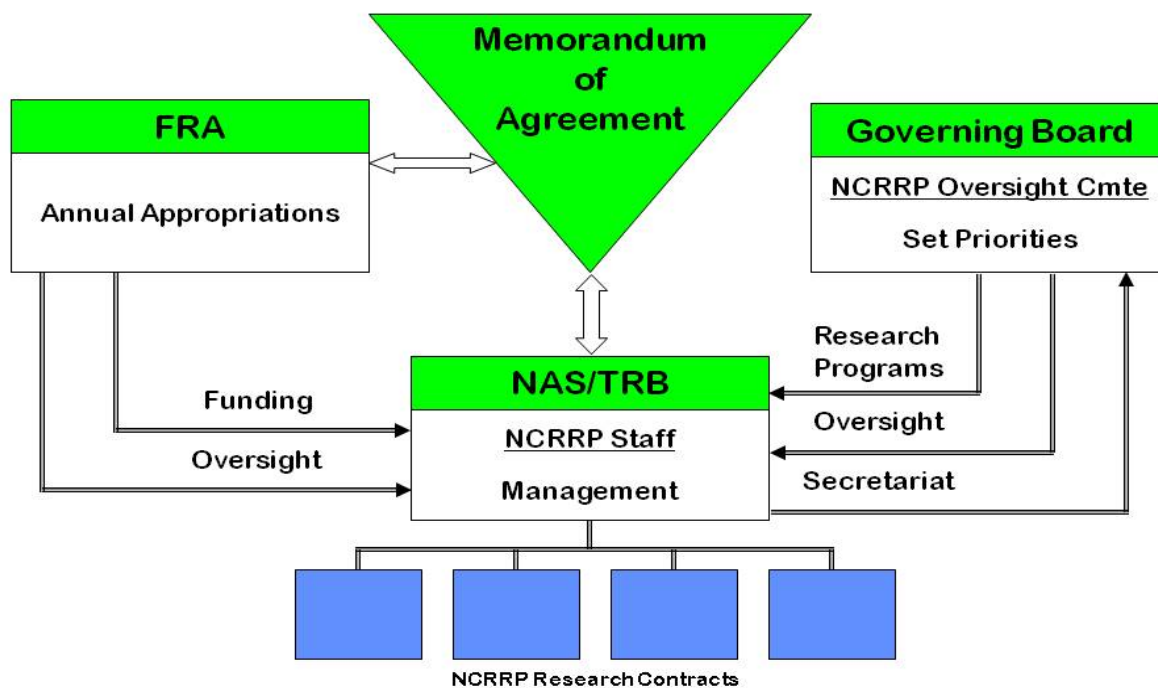 Memorandum
of
Agreement
FRA
Annual Appropriations
Governing Board
NCRRP Oversight Cmte
Set Priorities
Research
Programs
Oversight
Secretariat
Funding
Oversight
NAS/TRB
NCRRP Staff
Management
NCRRP Research Contracts